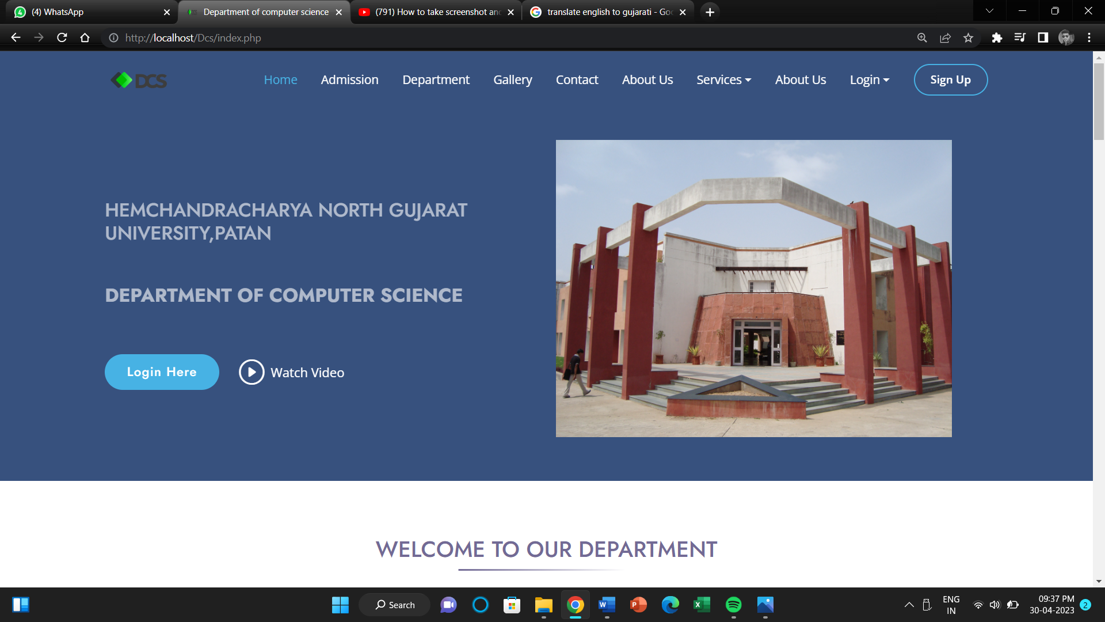 (4) WhatsApp
Department of computer science
(791) How to take screenshot and
translate english to gujarati - Goo
http://localhost/Dcs/index.php
DCS
Home
Admission
Department
Gallery
Contact
About Us
Services
About Us
Login
Sign Up
HEMCHANDRACHARYA NORTH GUJARAT
UNIVERSITY,PATAN
DEPARTMENT OF COMPUTER SCIENCE
Login Here
Watch Video
WELCOME TO OUR DEPARTMENT
Search
ENG
IN
09:37 PM
30-04-2023
2